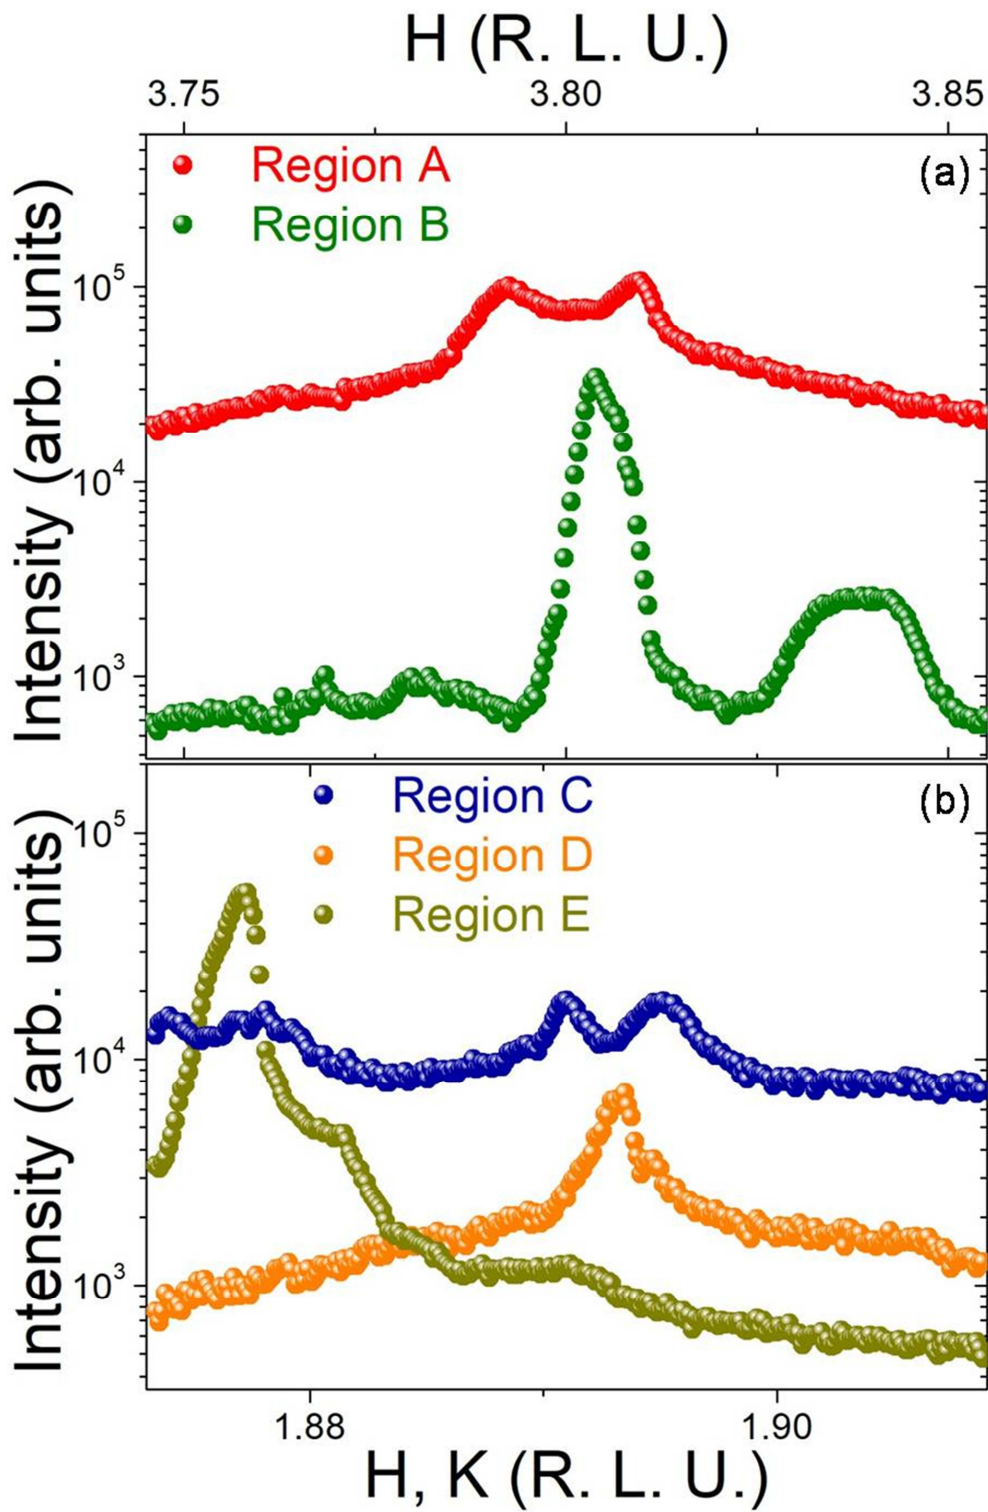 H (R. L. U.)
3.75 3.80 3.85
Region A
(a)
Region B
Intensity (arb. units)
10^5
10^4
10^3
Region C
(b)
Region D
Region E
Intensity (arb. units)
10^5
10^4
10^3
1.88 1.90
H, K (R. L. U.)